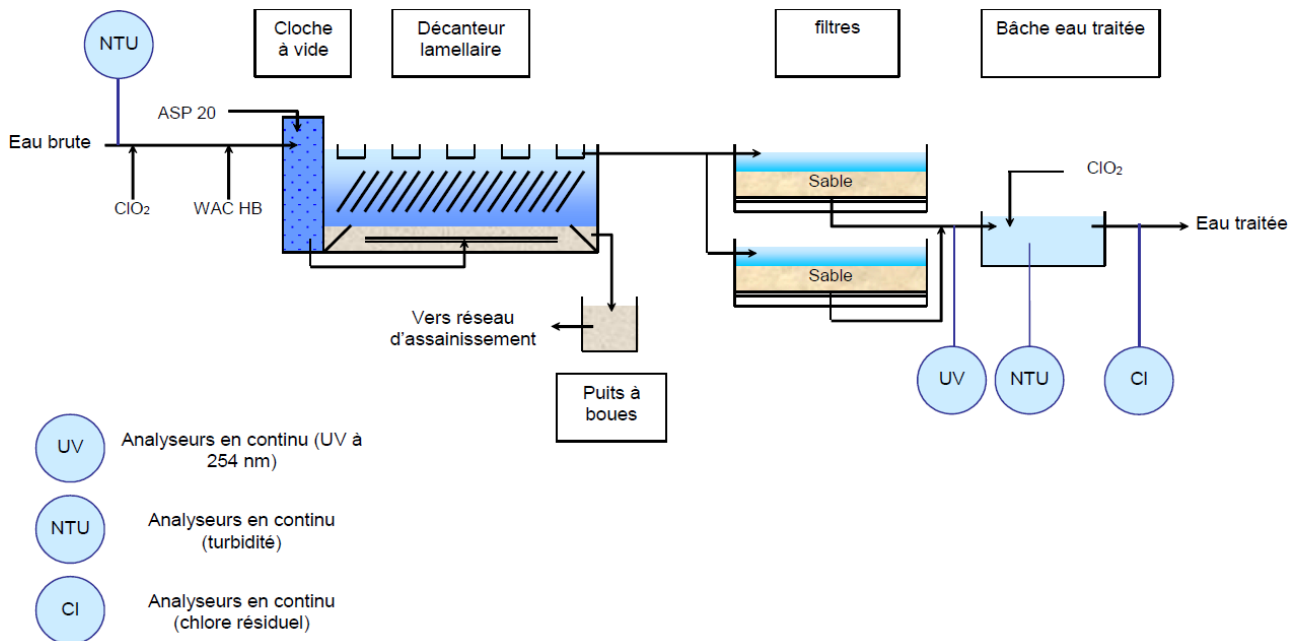 Cloche
à vide
Décanteur
lamellaire
filtres
Bâche eau traitée
NTU
ASP 20
Eau brute
ClO₂
WAC HB
Sable
Sable
ClO₂
Eau traitée
Vers réseau
d'assainissement
Puits à
boues
UV
NTU
Cl
UV
Analyseurs en continu (UV à
254 nm)
NTU
Analyseurs en continu
(turbidité)
Cl
Analyseurs en continu
(chlore résiduel)